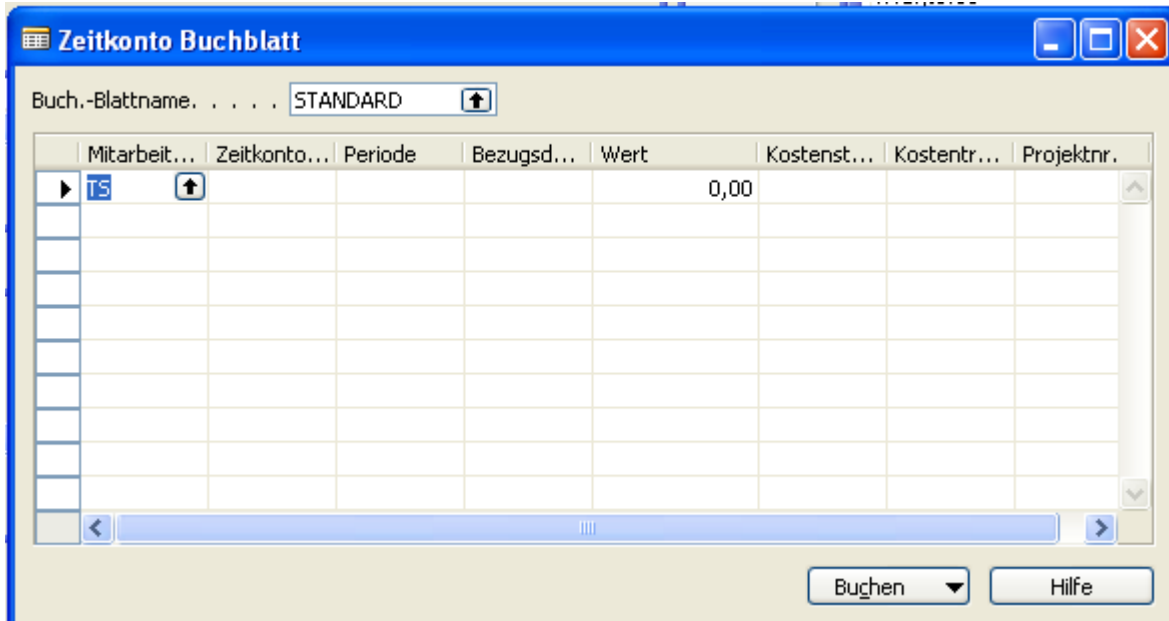 Zeitkonto Buchblatt
Buch.-Blattname. . . . . STANDARD
Mitarbeit... Zeitkonto... Periode Bezugsd... Wert Kostenst... Kostentr... Projektnr.
TS 0,00
Buchen Hilfe